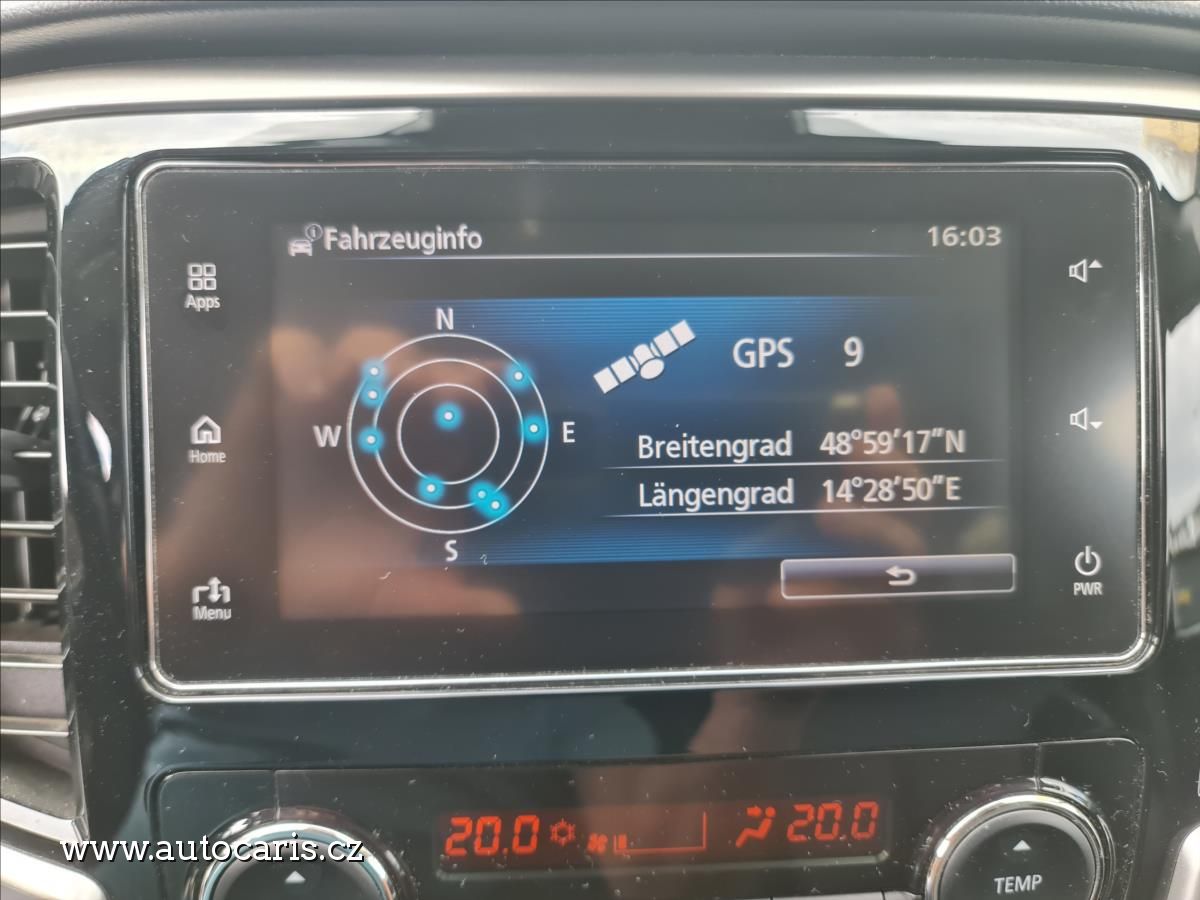 Fahrzeuginfo
16:03
Apps
N
GPS 9
W
E
Breitengrad 48°59'17"N
Home
Längengrad 14°28'50"E
S
PWR
Menu
20.0
20.0
www.autocaris.cz
TEMP